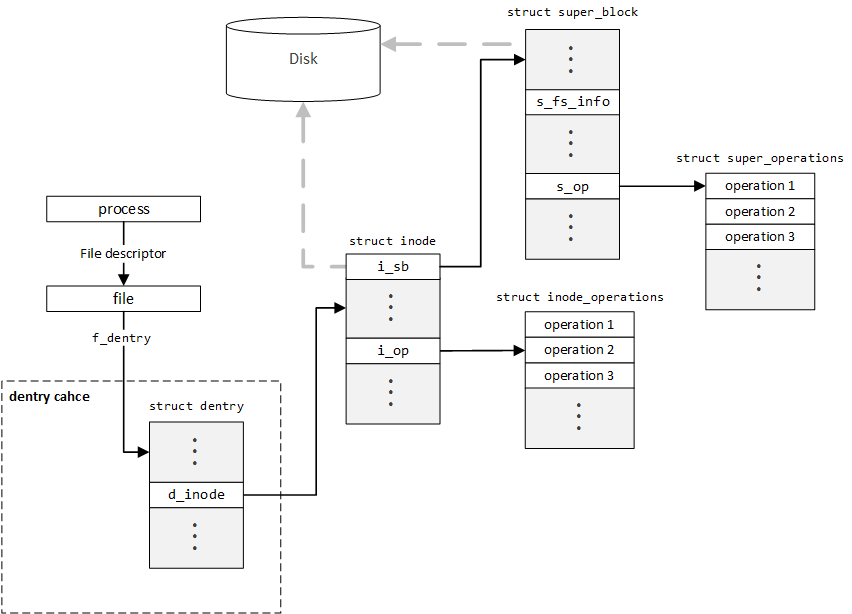 struct super_block
Disk
s_fs_info
struct super_operations
s_op
operation 1
operation 2
operation 3
process
File descriptor
file
f_dentry
struct inode
i_sb
i_op
struct inode_operations
operation 1
operation 2
operation 3
dentry cahce
struct dentry
d_inode